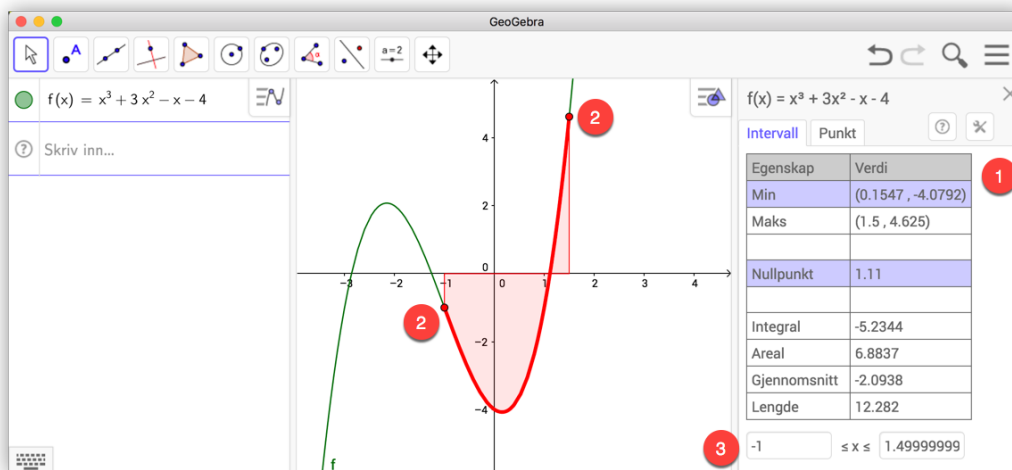 GeoGebra
A
α
a=2
f(x) = x³ + 3 x² − x − 4
Skriv inn...
f(x) = x³ + 3x² - x - 4
Intervall Punkt
Egenskap Verdi
Min (0.1547 , -4.0792)
Maks (1.5 , 4.625)
Nullpunkt 1.11
Integral -5.2344
Areal 6.8837
Gjennomsnitt -2.0938
Lengde 12.282
-1 ≤ x ≤ 1.49999999
1
2
2
3
4
2
0
−2
−4
−3 −2 −1 0 1 2 3 4
f